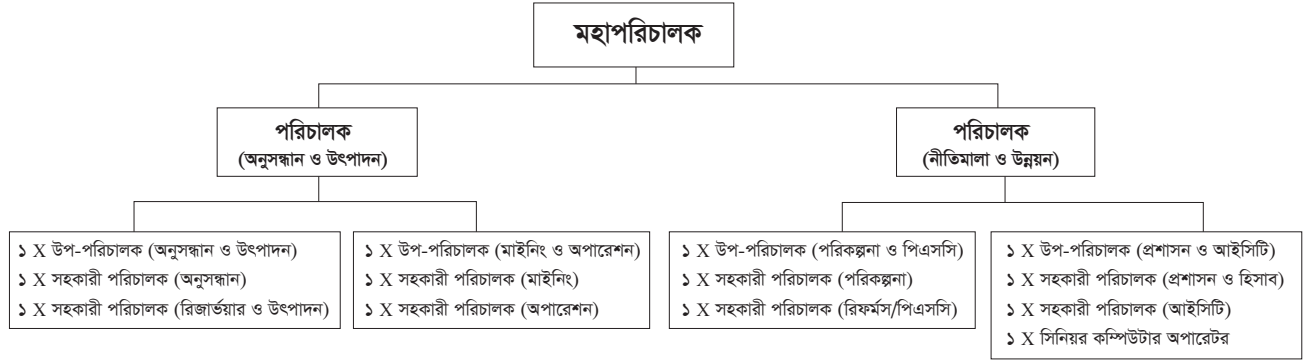 মহাপরিচালক
পরিচালক
(অনুসন্ধান ও উৎপাদন)
পরিচালক
(নীতিমালা ও উন্নয়ন)
১ X উপ-পরিচালক (অনুসন্ধান ও উৎপাদন)
১ X সহকারী পরিচালক (অনুসন্ধান)
১ X সহকারী পরিচালক (রিজার্ভয়ার ও উৎপাদন)
১ X উপ-পরিচালক (মাইনিং ও অপারেশন)
১ X সহকারী পরিচালক (মাইনিং)
১ X সহকারী পরিচালক (অপারেশন)
১ X উপ-পরিচালক (পরিকল্পনা ও পিএসসি)
১ X সহকারী পরিচালক (পরিকল্পনা)
১ X সহকারী পরিচালক (রিফর্মস/পিএসসি)
১ X উপ-পরিচালক (প্রশাসন ও আইসিটি)
১ X সহকারী পরিচালক (প্রশাসন ও হিসাব)
১ X সহকারী পরিচালক (আইসিটি)
১ X সিনিয়র কম্পিউটার অপারেটর